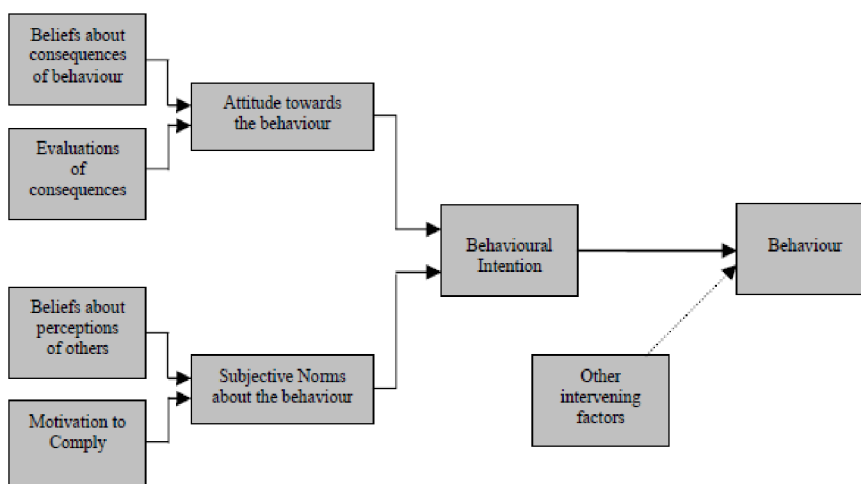 Beliefs about
consequences
of behaviour
Evaluations
of
consequences
Attitude towards
the behaviour
Beliefs about
perceptions
of others
Motivation to
Comply
Subjective Norms
about the behaviour
Behavioural
Intention
Behaviour
Other
intervening
factors